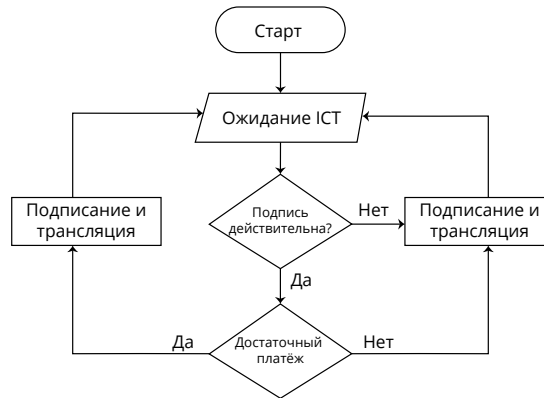 Старт
Ожидание ICT
Подписание и
трансляция
Подпись
действительна?
Нет
Подписание и
трансляция
Да
Да
Достаточный
платёж
Нет